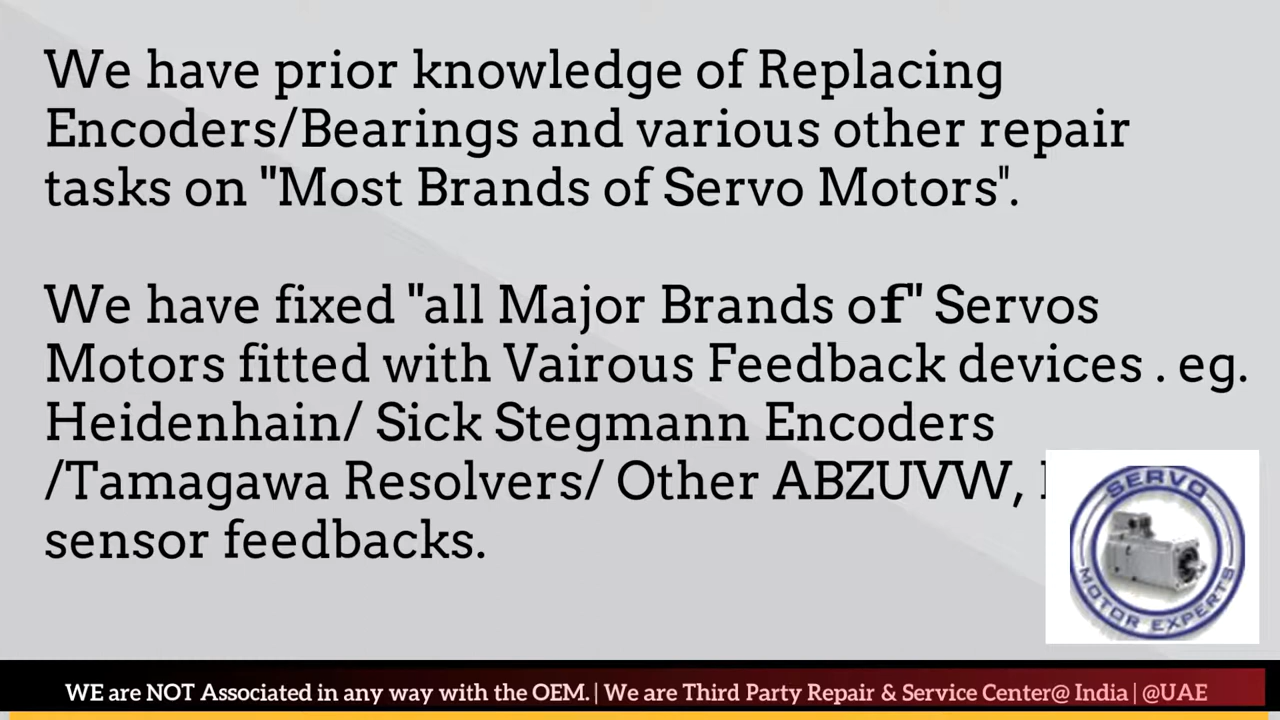 We have prior knowledge of Replacing
Encoders/Bearings and various other repair
tasks on "Most Brands of Servo Motors".
We have fixed "all Major Brands of" Servos
Motors fitted with Vairous Feedback devices . eg.
Heidenhain/ Sick Stegmann Encoders
/Tamagawa Resolvers/ Other ABZUVW,
sensor feedbacks.
SERVO
MOTOR EXPERTS
WE are NOT Associated in any way with the OEM. | We are Third Party Repair & Service Center@ India | @UAE